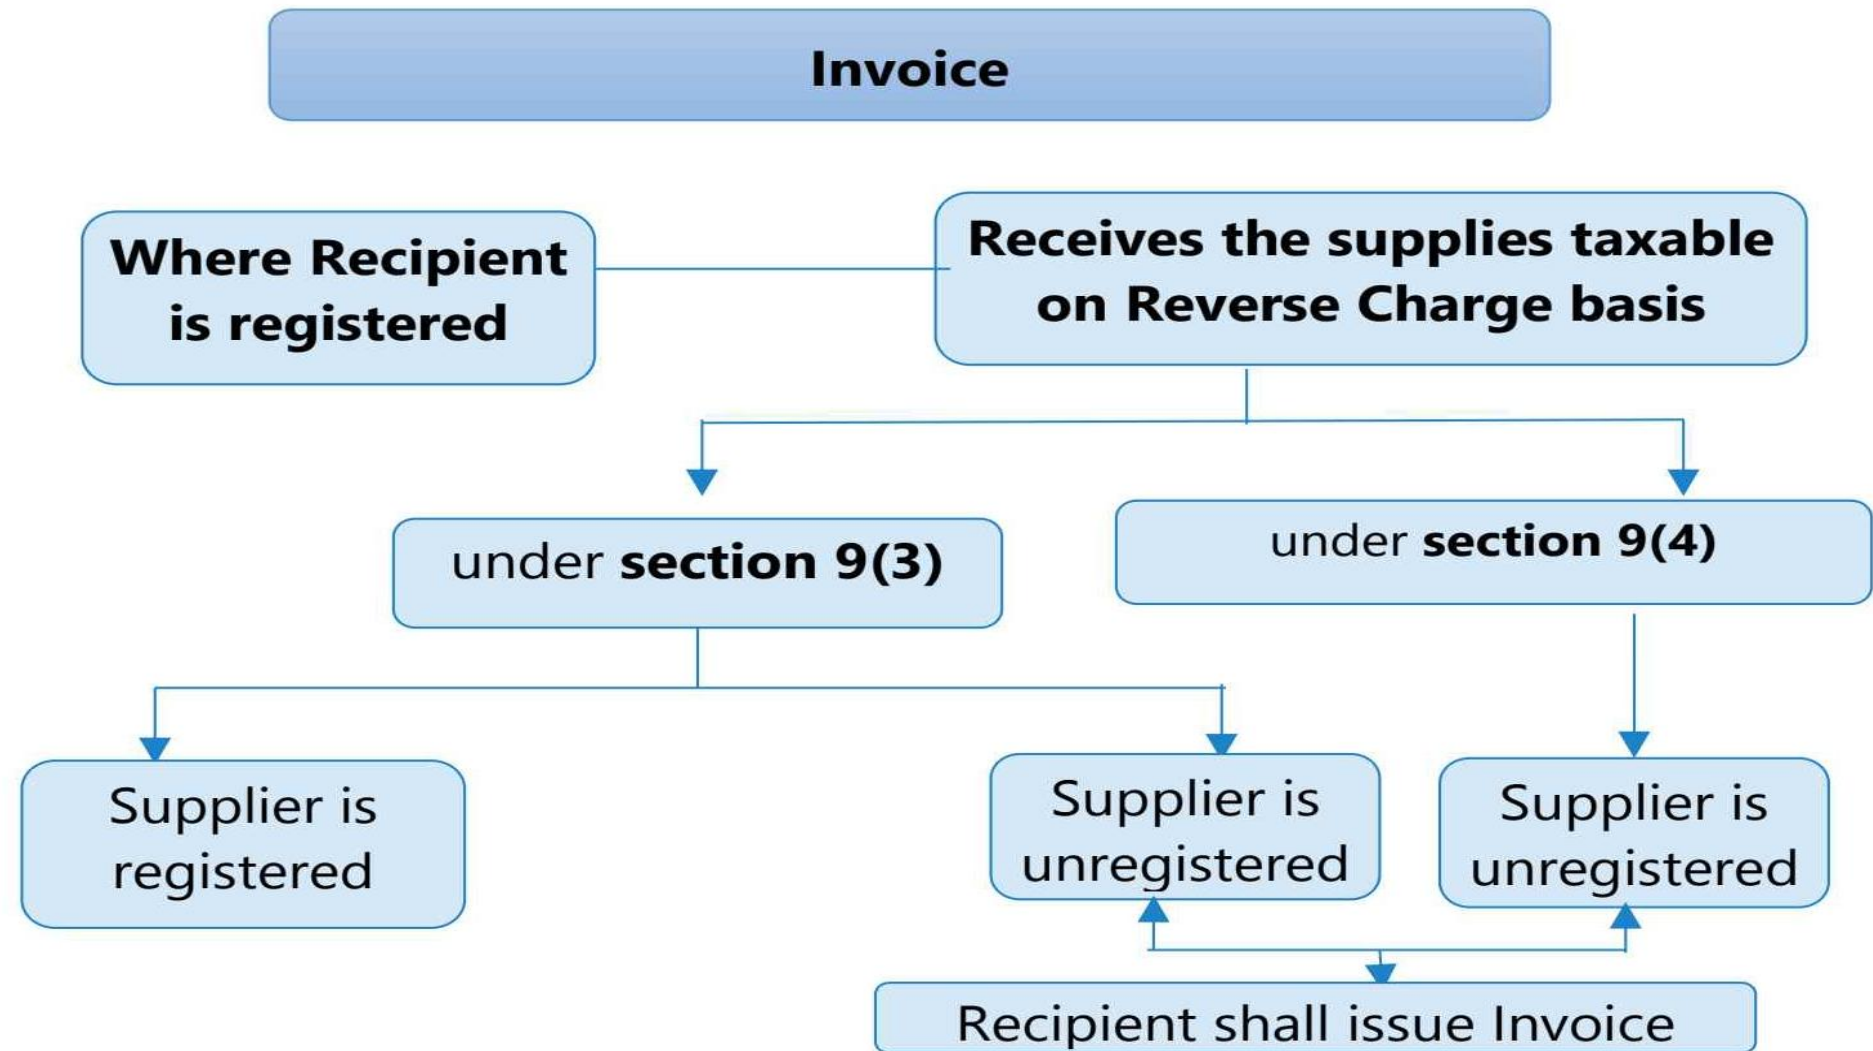 Invoice
Where Recipient
is registered
Receives the supplies taxable
on Reverse Charge basis
under section 9(3)
under section 9(4)
Supplier is
registered
Supplier is
unregistered
Supplier is
unregistered
Recipient shall issue Invoice